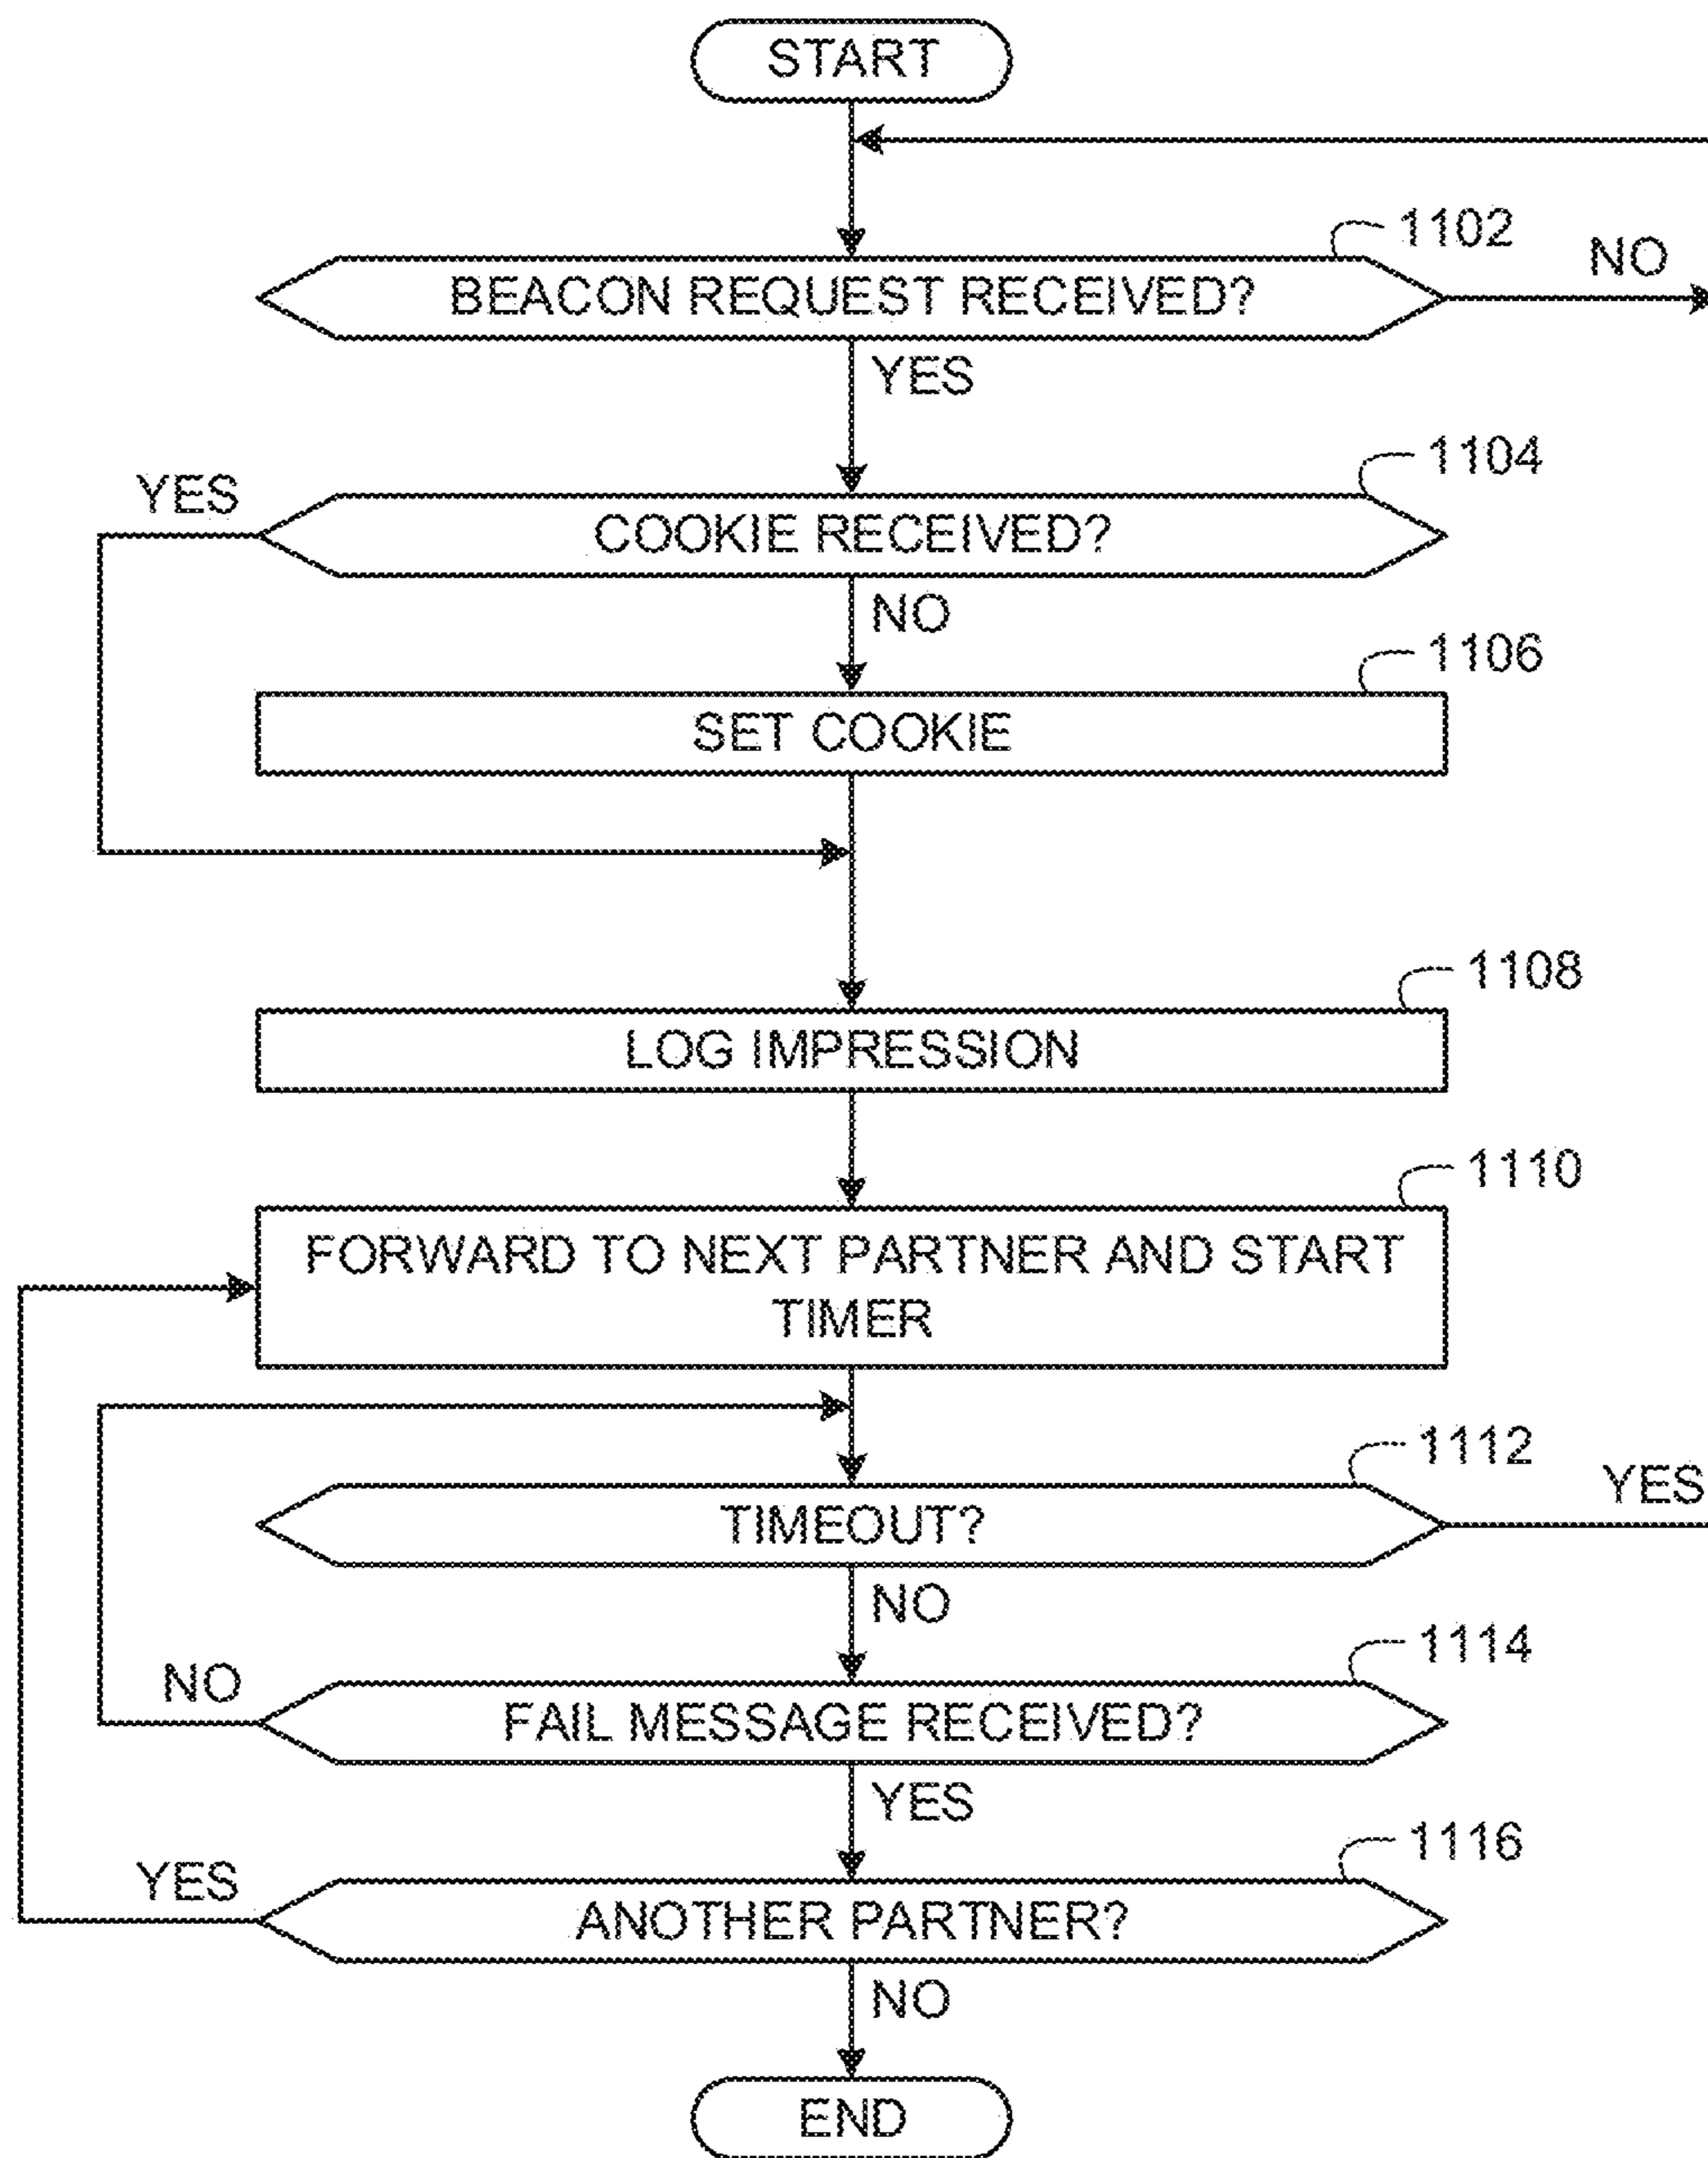 START
1102
NO
BEACON REQUEST RECEIVED?
YES
1104
YES
COOKIE RECEIVED?
NO
1106
SET COOKIE
1108
LOG IMPRESSION
1110
FORWARD TO NEXT PARTNER AND START
TIMER
1112
YES
TIMEOUT?
NO
1114
NO
FAIL MESSAGE RECEIVED?
YES
1116
YES
ANOTHER PARTNER?
NO
END